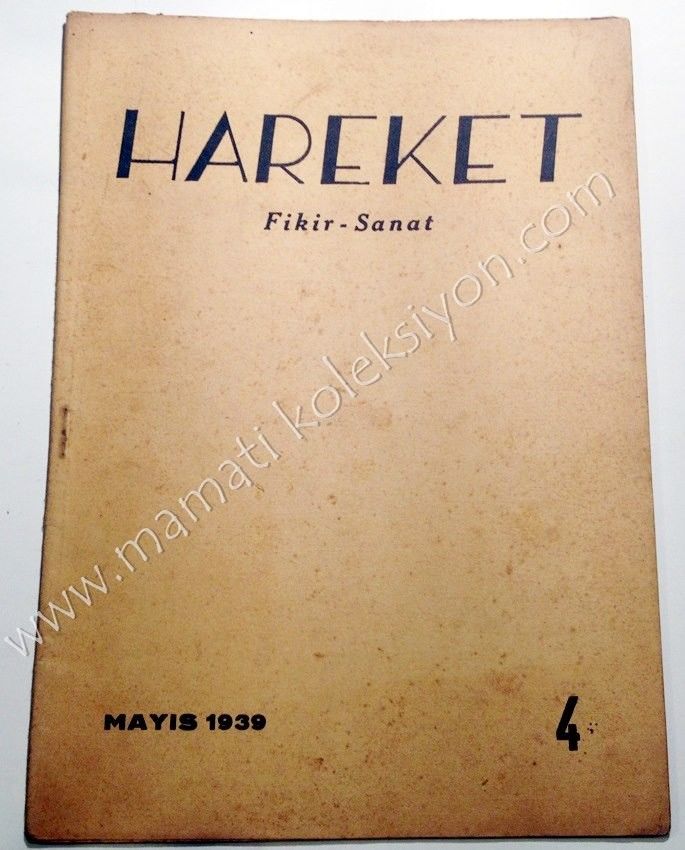 HAREKET
Fikir - Sanat
www.mamati koleksiyon.com
MAYIS 1939
4